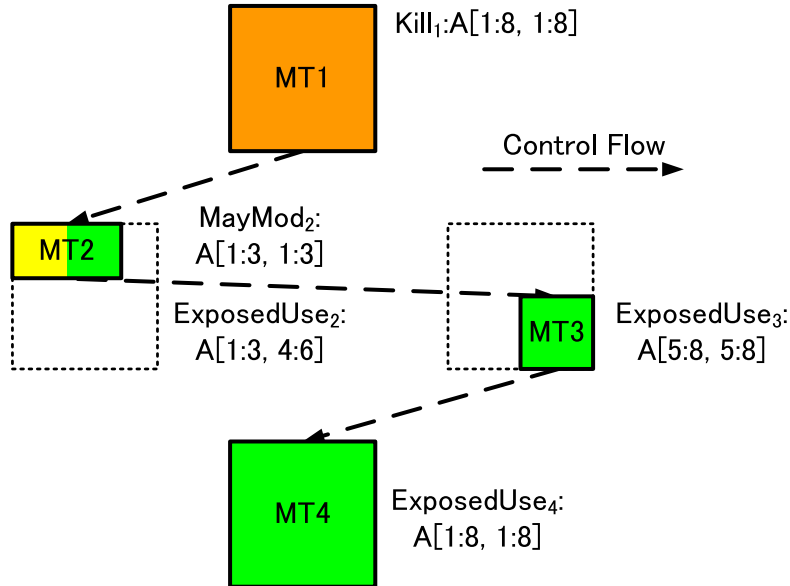 Kill₁:A[1:8, 1:8]
MT1
Control Flow
MT2
MayMod₂:
A[1:3, 1:3]
ExposedUse₂:
A[1:3, 4:6]
MT3
ExposedUse₃:
A[5:8, 5:8]
MT4
ExposedUse₄:
A[1:8, 1:8]